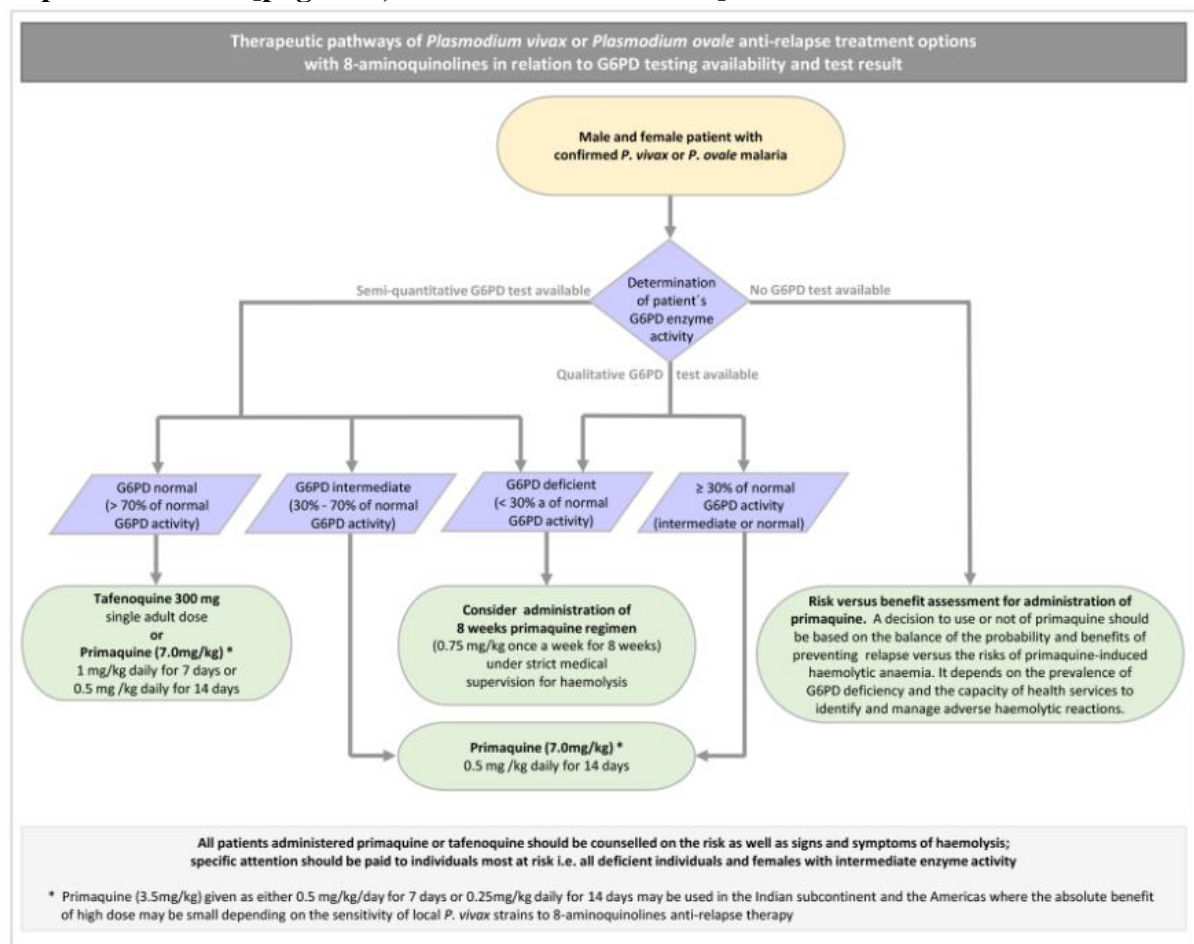 Therapeutic pathways of Plasmodium vivax or Plasmodium ovale anti-relapse treatment options
with 8-aminoquinolines in relation to G6PD testing availability and test result
Male and female patient with
confirmed P. vivax or P. ovale malaria
Determination
of patient´s
G6PD enzyme
activity
Semi-quantitative G6PD test available
No G6PD test available
Qualitative G6PD test available
G6PD normal
(> 70% of normal
G6PD activity)
G6PD intermediate
(30% - 70% of normal
G6PD activity)
G6PD deficient
(< 30% a of normal
G6PD activity)
≥ 30% of normal
G6PD activity
(intermediate or normal)
Tafenoquine 300 mg
single adult dose
or
Primaquine (7.0mg/kg) *
1 mg/kg daily for 7 days or
0.5 mg /kg daily for 14 days
Consider administration of
8 weeks primaquine regimen
(0.75 mg/kg once a week for 8 weeks)
under strict medical
supervision for haemolysis
Risk versus benefit assessment for administration of
primaquine. A decision to use or not of primaquine should
be based on the balance of the probability and benefits of
preventing relapse versus the risks of primaquine-induced
haemolytic anaemia. It depends on the prevalence of
G6PD deficiency and the capacity of health services to
identify and manage adverse haemolytic reactions.
Primaquine (7.0mg/kg) *
0.5 mg /kg daily for 14 days
All patients administered primaquine or tafenoquine should be counselled on the risk as well as signs and symptoms of haemolysis;
specific attention should be paid to individuals most at risk i.e. all deficient individuals and females with intermediate enzyme activity
* Primaquine (3.5mg/kg) given as either 0.5 mg/kg/day for 7 days or 0.25mg/kg daily for 14 days may be used in the Indian subcontinent and the Americas where the absolute benefit
of high dose may be small depending on the sensitivity of local P. vivax strains to 8-aminoquinolines anti-relapse therapy